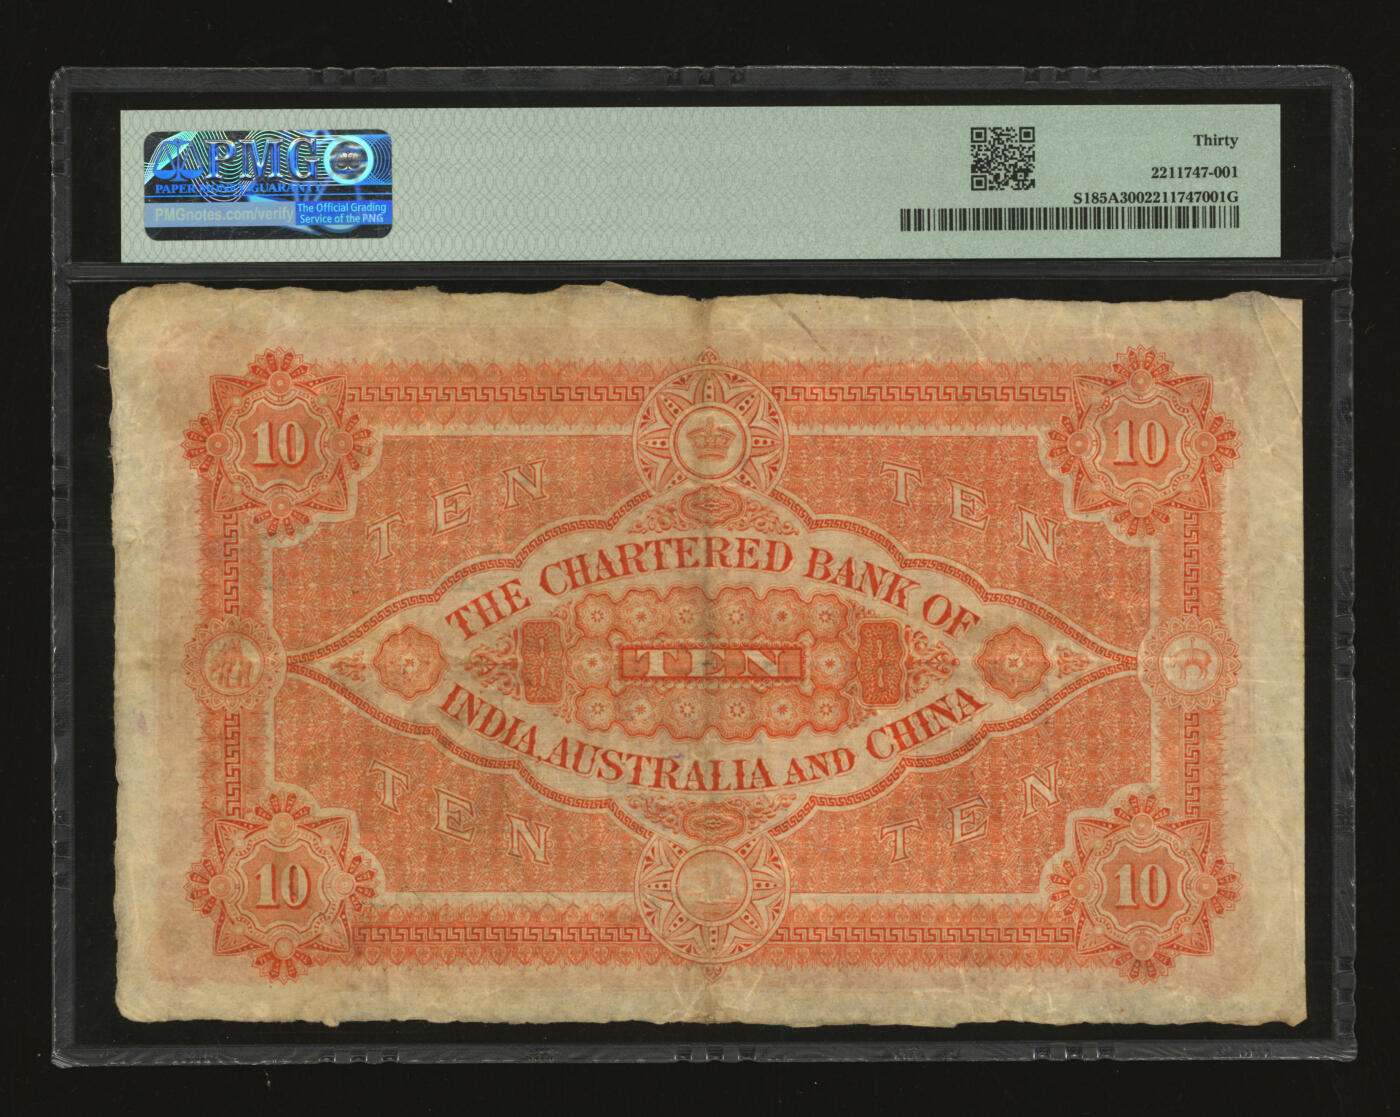 PMG
PAPER MONEY GUARANTY
PMGnotes.com/verify
The Official Grading
Service of the PNG
Thirty
2211747-001
S185A3002211747001G
10
10
TEN
TEN
THE CHARTERED BANK OF
TEN
INDIA, AUSTRALIA AND CHINA
TEN
TEN
10
10